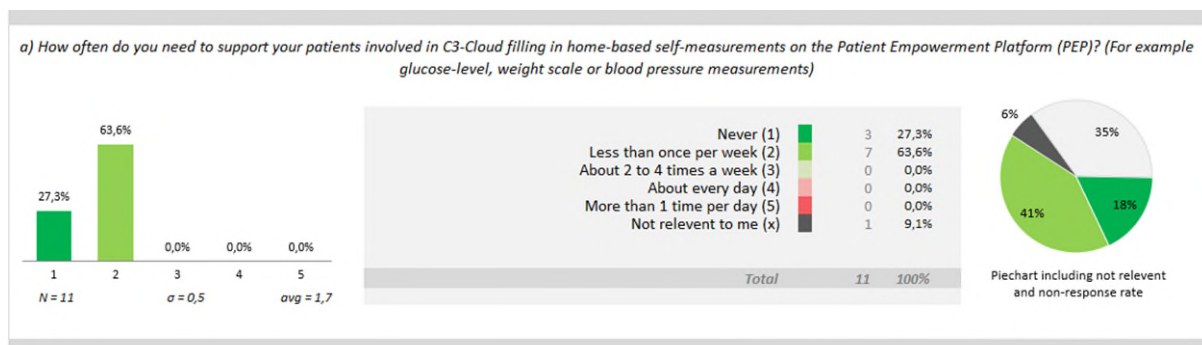 a) How often do you need to support your patients involved in C3-Cloud filling in home-based self-measurements on the Patient Empowerment Platform (PEP)? (For example
glucose-level, weight scale or blood pressure measurements)
27,3%
63,6%
0,0%
0,0%
0,0%
1 2 3 4 5
N = 11 σ = 0,5 avg = 1,7
Never (1) 3 27,3%
Less than once per week (2) 7 63,6%
About 2 to 4 times a week (3) 0 0,0%
About every day (4) 0 0,0%
More than 1 time per day (5) 0 0,0%
Not relevent to me (x) 1 9,1%
Total 11 100%
6%
35%
41%
18%
Piechart including not relevent
and non-response rate